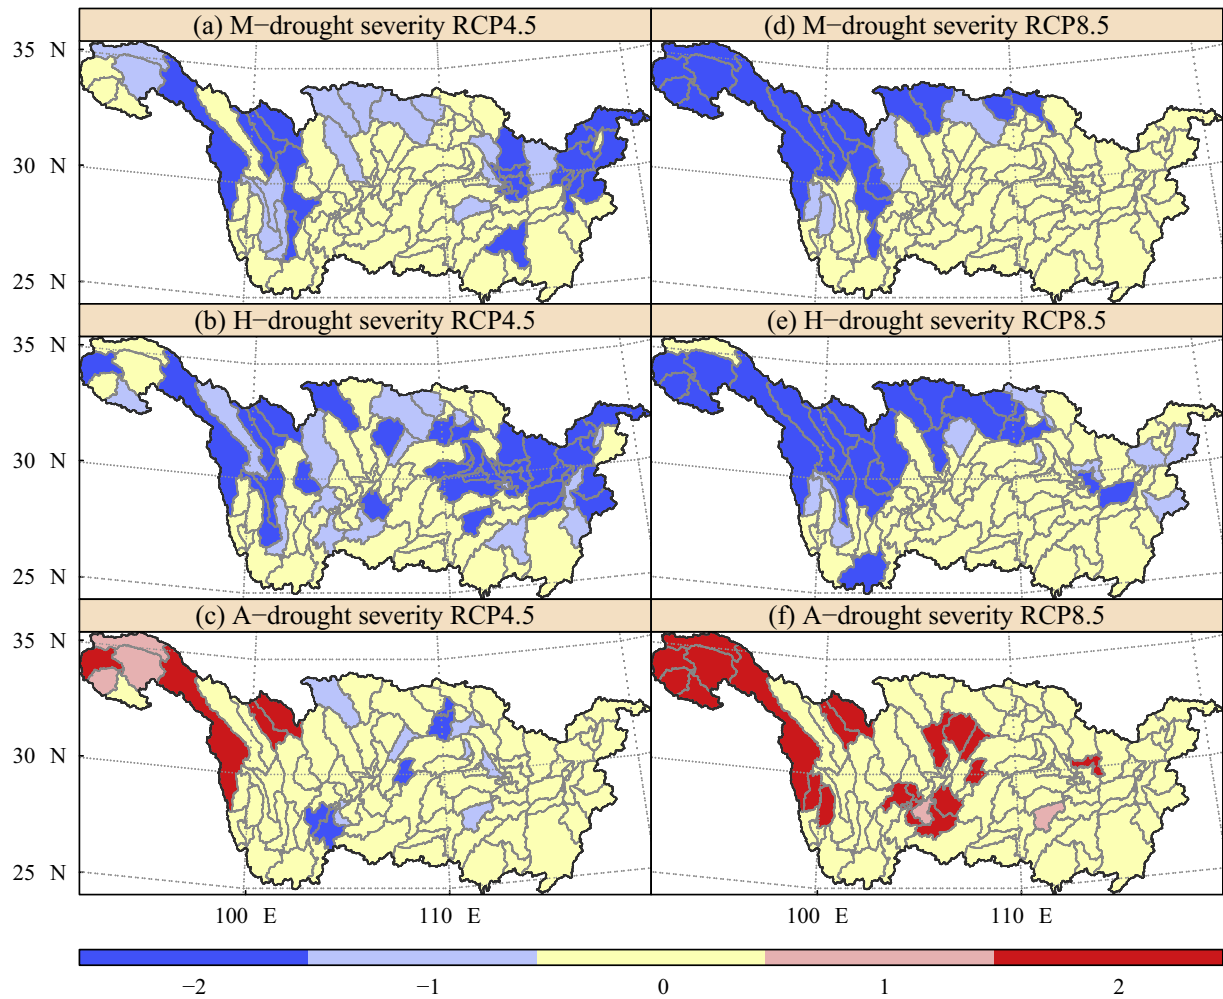 (a) M−drought severity RCP4.5
(d) M−drought severity RCP8.5
35 N
30 N
25 N
(b) H−drought severity RCP4.5
(e) H−drought severity RCP8.5
35 N
30 N
25 N
(c) A−drought severity RCP4.5
(f) A−drought severity RCP8.5
35 N
30 N
25 N
100 E 110 E 100 E 110 E
−2 −1 0 1 2